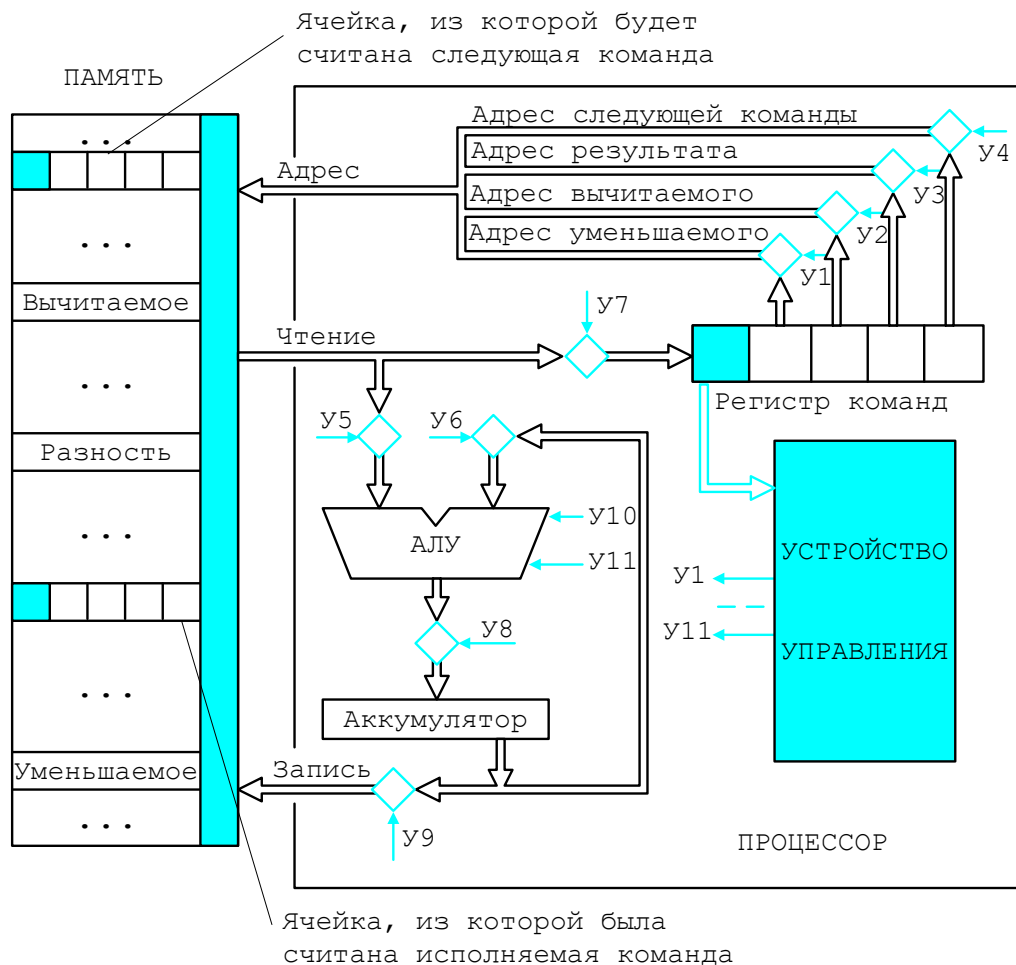 Ячейка, из которой будет
считана следующая команда
ПАМЯТЬ
Адрес следующей команды
У4
. . .
Адрес результата
Адрес
У3
Адрес вычитаемого
У2
. . .
Адрес уменьшаемого
У1
Вычитаемое
У7
Чтение
. . .
Регистр команд
У5
У6
Разность
. . .
У10
АЛУ
У11
УСТРОЙСТВО
У1
У8
У11
УПРАВЛЕНИЯ
. . .
Аккумулятор
Уменьшаемое
Запись
. . .
У9
ПРОЦЕССОР
Ячейка, из которой была
считана исполняемая команда